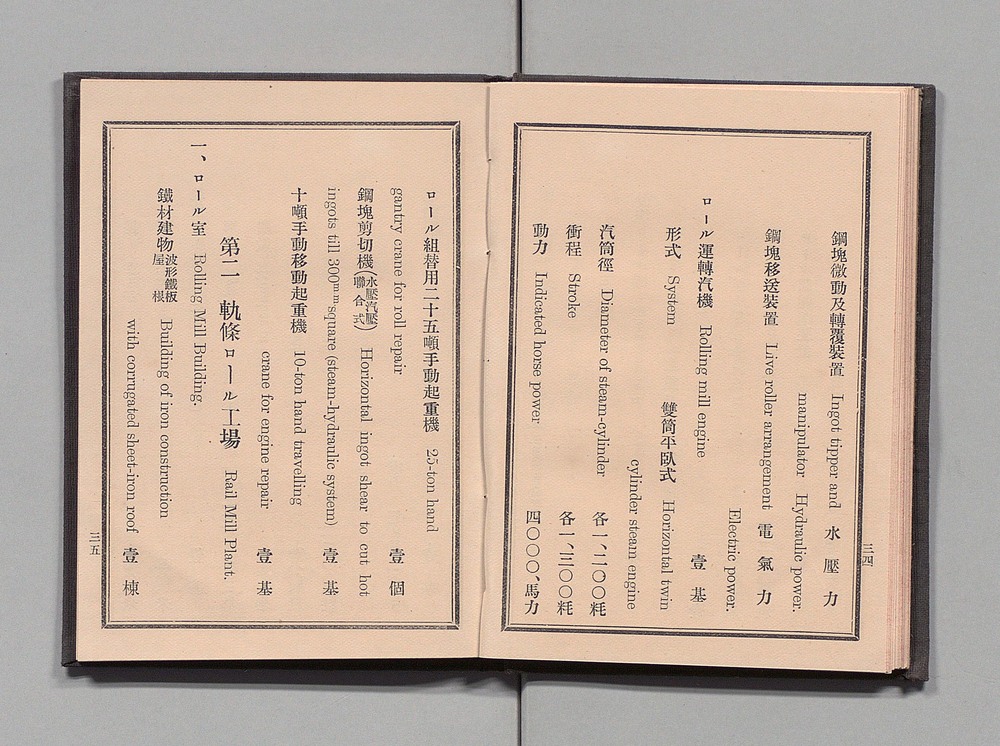 三四
鋼塊微動及轉覆裝置 Ingot tipper and 水壓力
manipulator Hydraulic power.
鋼塊移送裝置 Live roller arrangement 電氣力
Electric power.
ロール運轉汽機 Rolling mill engine 壹基
形式 System 雙筒平臥式 Horizontal twin
cylinder steam engine
汽筒徑 Diameter of steam-cylinder 各一、二〇〇粍
衝程 Stroke 各一、三〇〇粍
動力 Indicated horse power 四〇〇〇、馬力
ロール組替用二十五噸手動起重機 25-ton hand
gantry crane for roll repair 壹個
鋼塊剪切機(水壓汽壓聯合式) Horizontal ingot shear to cut hot
ingots till 300m.m. square (steam-hydraulic system) 壹基
十噸手動移動起重機 10-ton hand travelling
crane for engine repair 壹基
第二 軌條ロール工場 Rail Mill Plant.
一、ロール室 Rolling Mill Building.
鐵材建物波形鐵板屋根 Building of iron construction
with corrugated sheet-iron roof 壹棟
三五